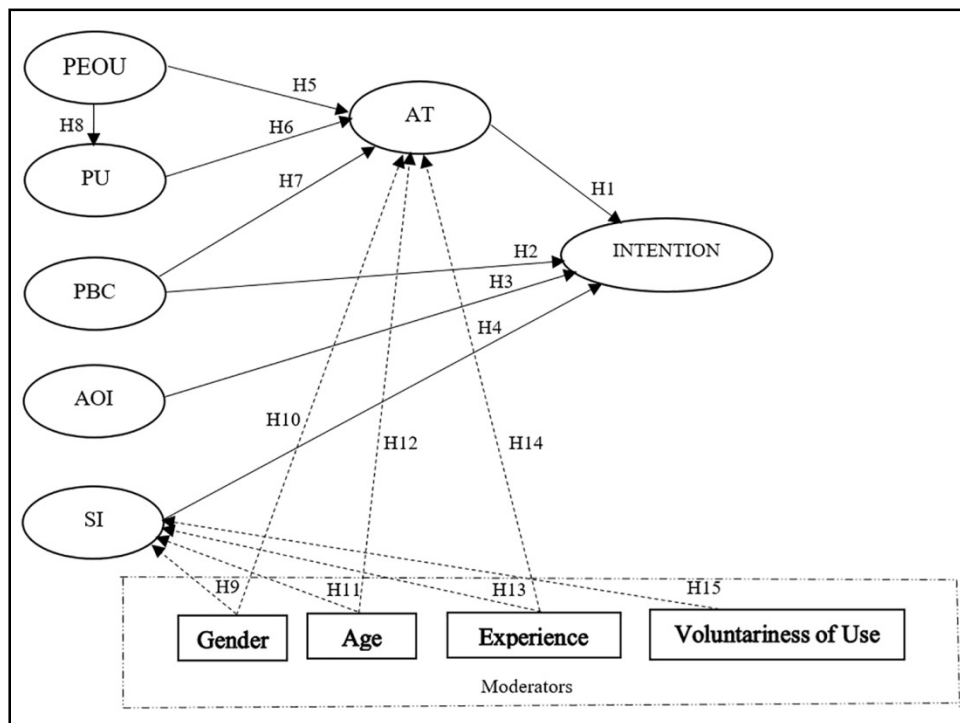 PEOU
H5
AT
H8
H6
PU
H7
H1
H2
INTENTION
PBC
H3
H4
AOI
H10
H12
H14
SI
H9
H11
H13
H15
Gender
Age
Experience
Voluntariness of Use
Moderators